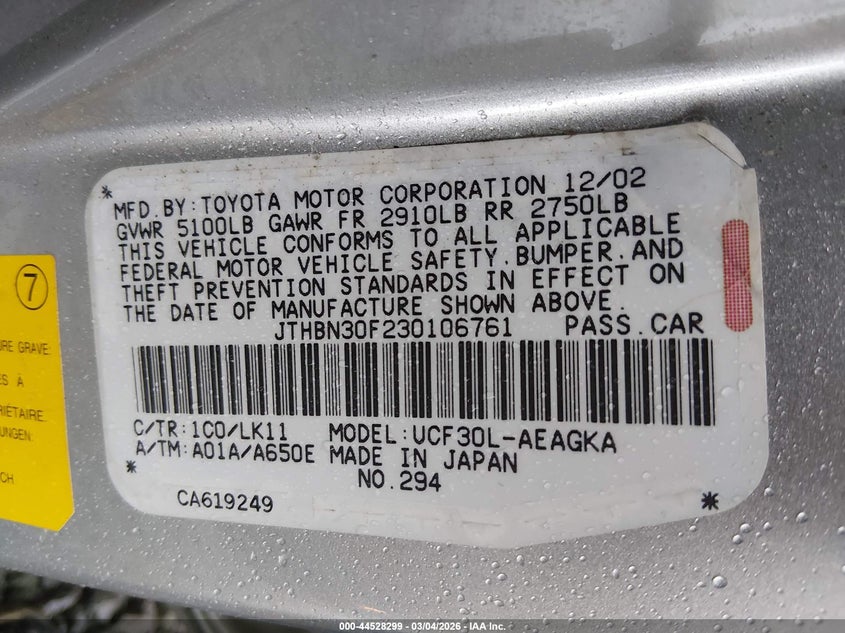 * MFD.BY:TOYOTA MOTOR CORPORATION 12/02
GVWR 5100LB GAWR FR 2910LB RR 2750LB
THIS VEHICLE CONFORMS TO ALL APPLICABLE
FEDERAL MOTOR VEHICLE SAFETY.BUMPER.AND
THEFT PREVENTION STANDARDS IN EFFECT ON
THE DATE OF MANUFACTURE SHOWN ABOVE.
JTHBN30F230106761 PASS.CAR
C/TR:1C0/LK11 MODEL:UCF30L-AEAGKA
A/TM:A01A/A650E MADE IN JAPAN
* NO.294
CA619249 *
7
URE GRAVE.
ES À
RIÉTAIRE.
UNGEN:
CH
000-44528299 - 03/04/2026 - IAA Inc.